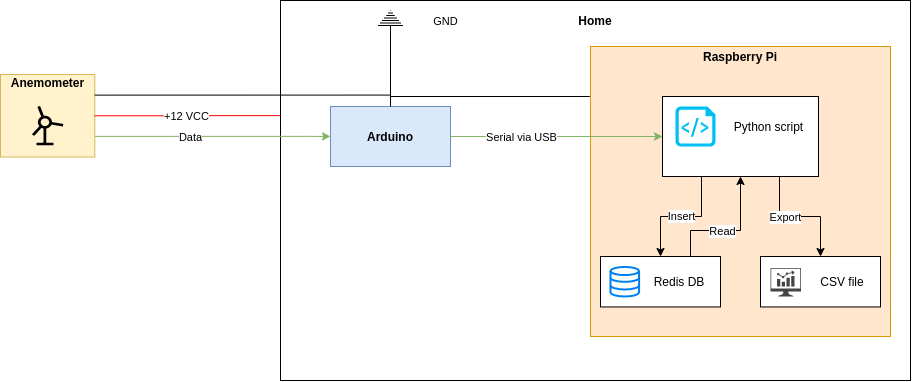 GND
Home
Raspberry Pi
Anemometer
+12 VCC
Data
Arduino
Serial via USB
Python script
Insert
Read
Export
Redis DB
CSV file